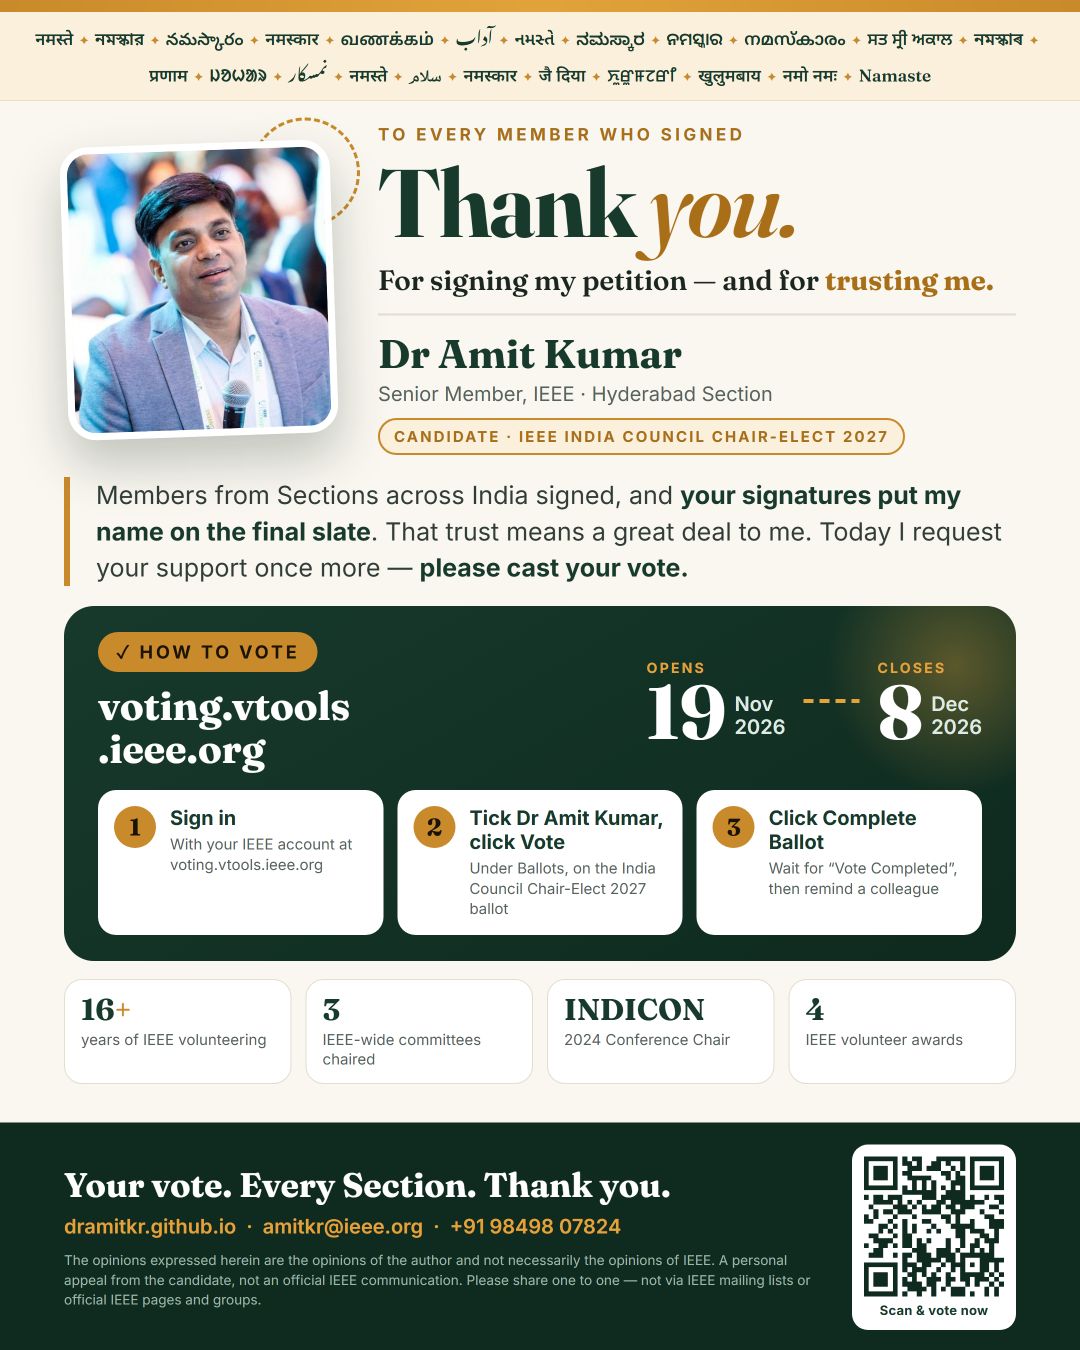 नमस्ते ✦ নমস্কার ✦ నమస్కారం ✦ नमस्कार ✦ வணக்கம் ✦ آداب ✦ નમસ્તે ✦ ನಮಸ್ಕಾರ ✦ ନମସ୍କାର ✦ നമസ്കാരം ✦ ਸਤ ਸ੍ਰੀ ਅਕਾਲ ✦ নমস্কাৰ ✦
प्रणाम ✦ ᱡᱚᱦᱟᱨ ✦ نمسکار ✦ नमस्ते ✦ سلام ✦ नमस्कार ✦ जै दिया ✦ ꯈꯨꯔꯨꯝꯖꯔꯤ ✦ खुलुमबाय ✦ नमो नमः ✦ Namaste
TO EVERY MEMBER WHO SIGNED
Thank you.
For signing my petition — and for trusting me.
Dr Amit Kumar
Senior Member, IEEE · Hyderabad Section
CANDIDATE · IEEE INDIA COUNCIL CHAIR-ELECT 2027
Members from Sections across India signed, and your signatures put my
name on the final slate. That trust means a great deal to me. Today I request
your support once more — please cast your vote.
✓ HOW TO VOTE
voting.vtools
.ieee.org
OPENS
19 Nov
2026
CLOSES
8 Dec
2026
1 Sign in
With your IEEE account at
voting.vtools.ieee.org
2 Tick Dr Amit Kumar,
click Vote
Under Ballots, on the India
Council Chair-Elect 2027
ballot
3 Click Complete
Ballot
Wait for “Vote Completed”,
then remind a colleague
16+
years of IEEE volunteering
3
IEEE-wide committees
chaired
INDICON
2024 Conference Chair
4
IEEE volunteer awards
Your vote. Every Section. Thank you.
dramitkr.github.io · amitkr@ieee.org · +91 98498 07824
The opinions expressed herein are the opinions of the author and not necessarily the opinions of IEEE. A personal
appeal from the candidate, not an official IEEE communication. Please share one to one — not via IEEE mailing lists or
official IEEE pages and groups.
Scan & vote now